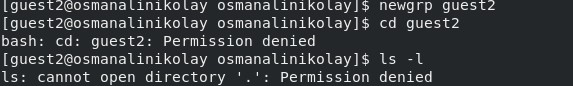 [guest2@osmanalinikolay osmanalinikolay]$ newgrp guest2
[guest2@osmanalinikolay osmanalinikolay]$ cd guest2
bash: cd: guest2: Permission denied
[guest2@osmanalinikolay osmanalinikolay]$ ls -l
ls: cannot open directory '.': Permission denied